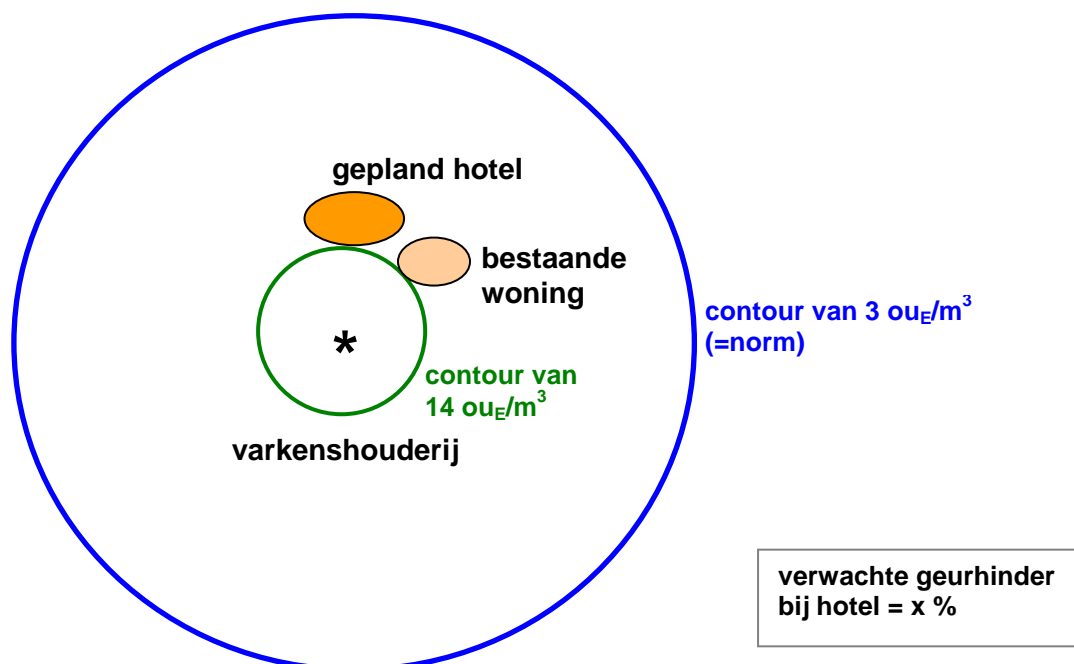 gepland hotel
bestaande
woning
contour van 3 ouE/m³
(=norm)
*
contour van
14 ouE/m³
varkenshouderij
verwachte geurhinder
bij hotel = x %